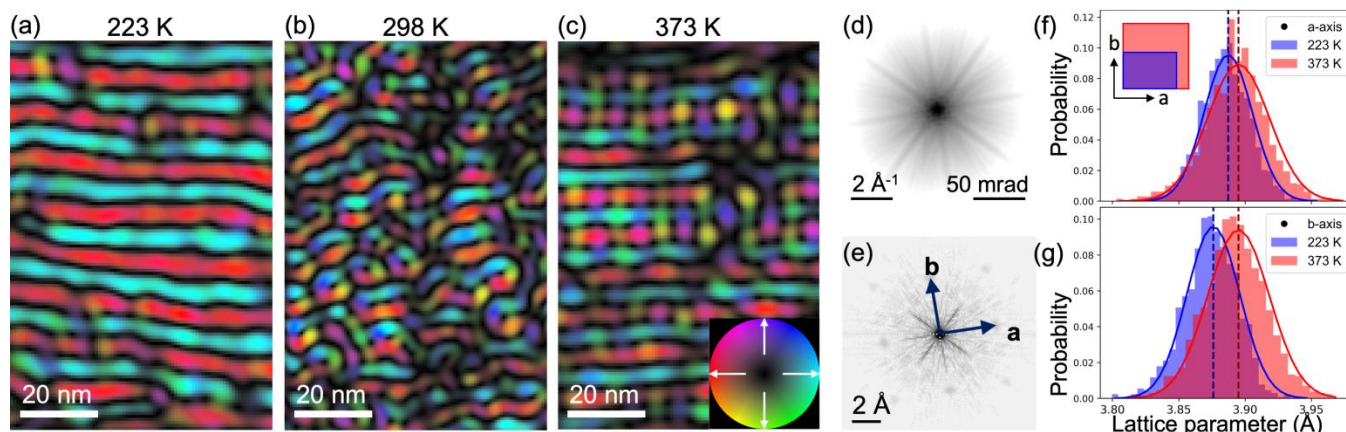 (a)
223 K
20 nm
(b)
298 K
20 nm
(c)
373 K
20 nm
(d)
2 Å-1
50 mrad
(e)
b
a
2 Å
(f)
Probability
0.12
0.10
0.08
0.06
0.04
0.02
0.00
b
a
a-axis
223 K
373 K
(g)
Probability
0.10
0.08
0.06
0.04
0.02
0.00
b-axis
223 K
373 K
3.80
3.85
3.90
3.95
Lattice parameter (Å)